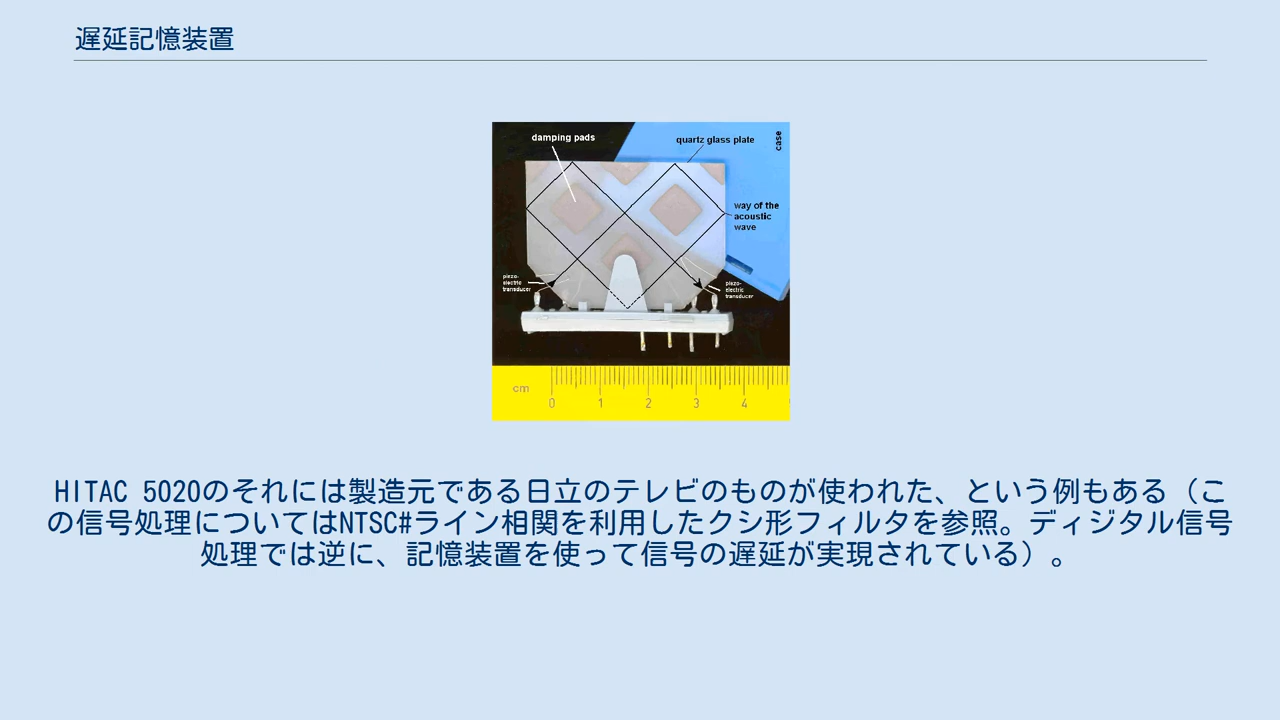 遅延記憶装置
damping pads
quartz glass plate
case
way of the
acoustic
wave
piezo-
electric
transducer
piezo-
electric
transducer
cm
0 1 2 3 4
HITAC 5020のそれには製造元である日立のテレビのものが使われた、という例もある（こ
の信号処理についてはNTSC#ライン相関を利用したクシ形フィルタを参照。ディジタル信号
処理では逆に、記憶装置を使って信号の遅延が実現されている）。